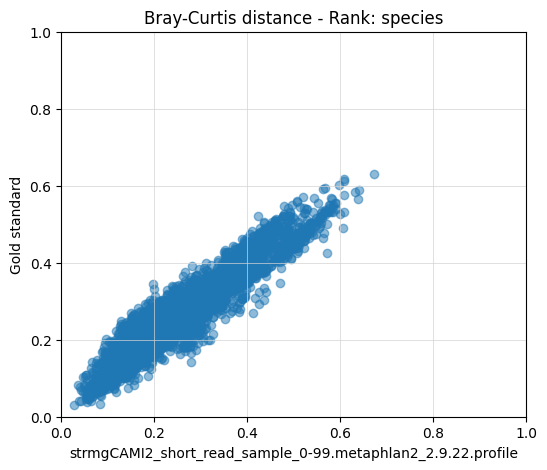 Bray-Curtis distance - Rank: species
1.0
0.8
0.6
0.4
0.2
0.0
Gold standard
0.0 0.2 0.4 0.6 0.8 1.0
strmgCAMI2_short_read_sample_0-99.metaphlan2_2.9.22.profile